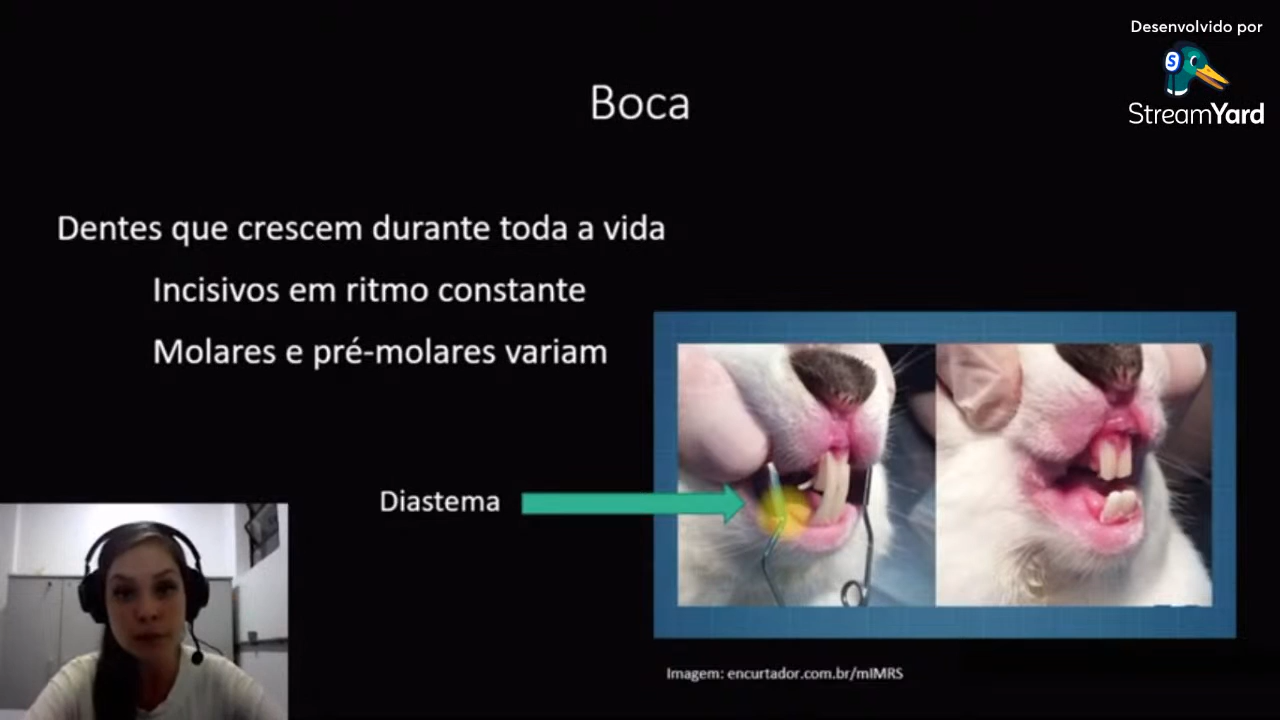 Desenvolvido por
StreamYard
Boca
Dentes que crescem durante toda a vida
Incisivos em ritmo constante
Molares e pré-molares variam
Diastema
Imagem: encurtador.com.br/mIMRS